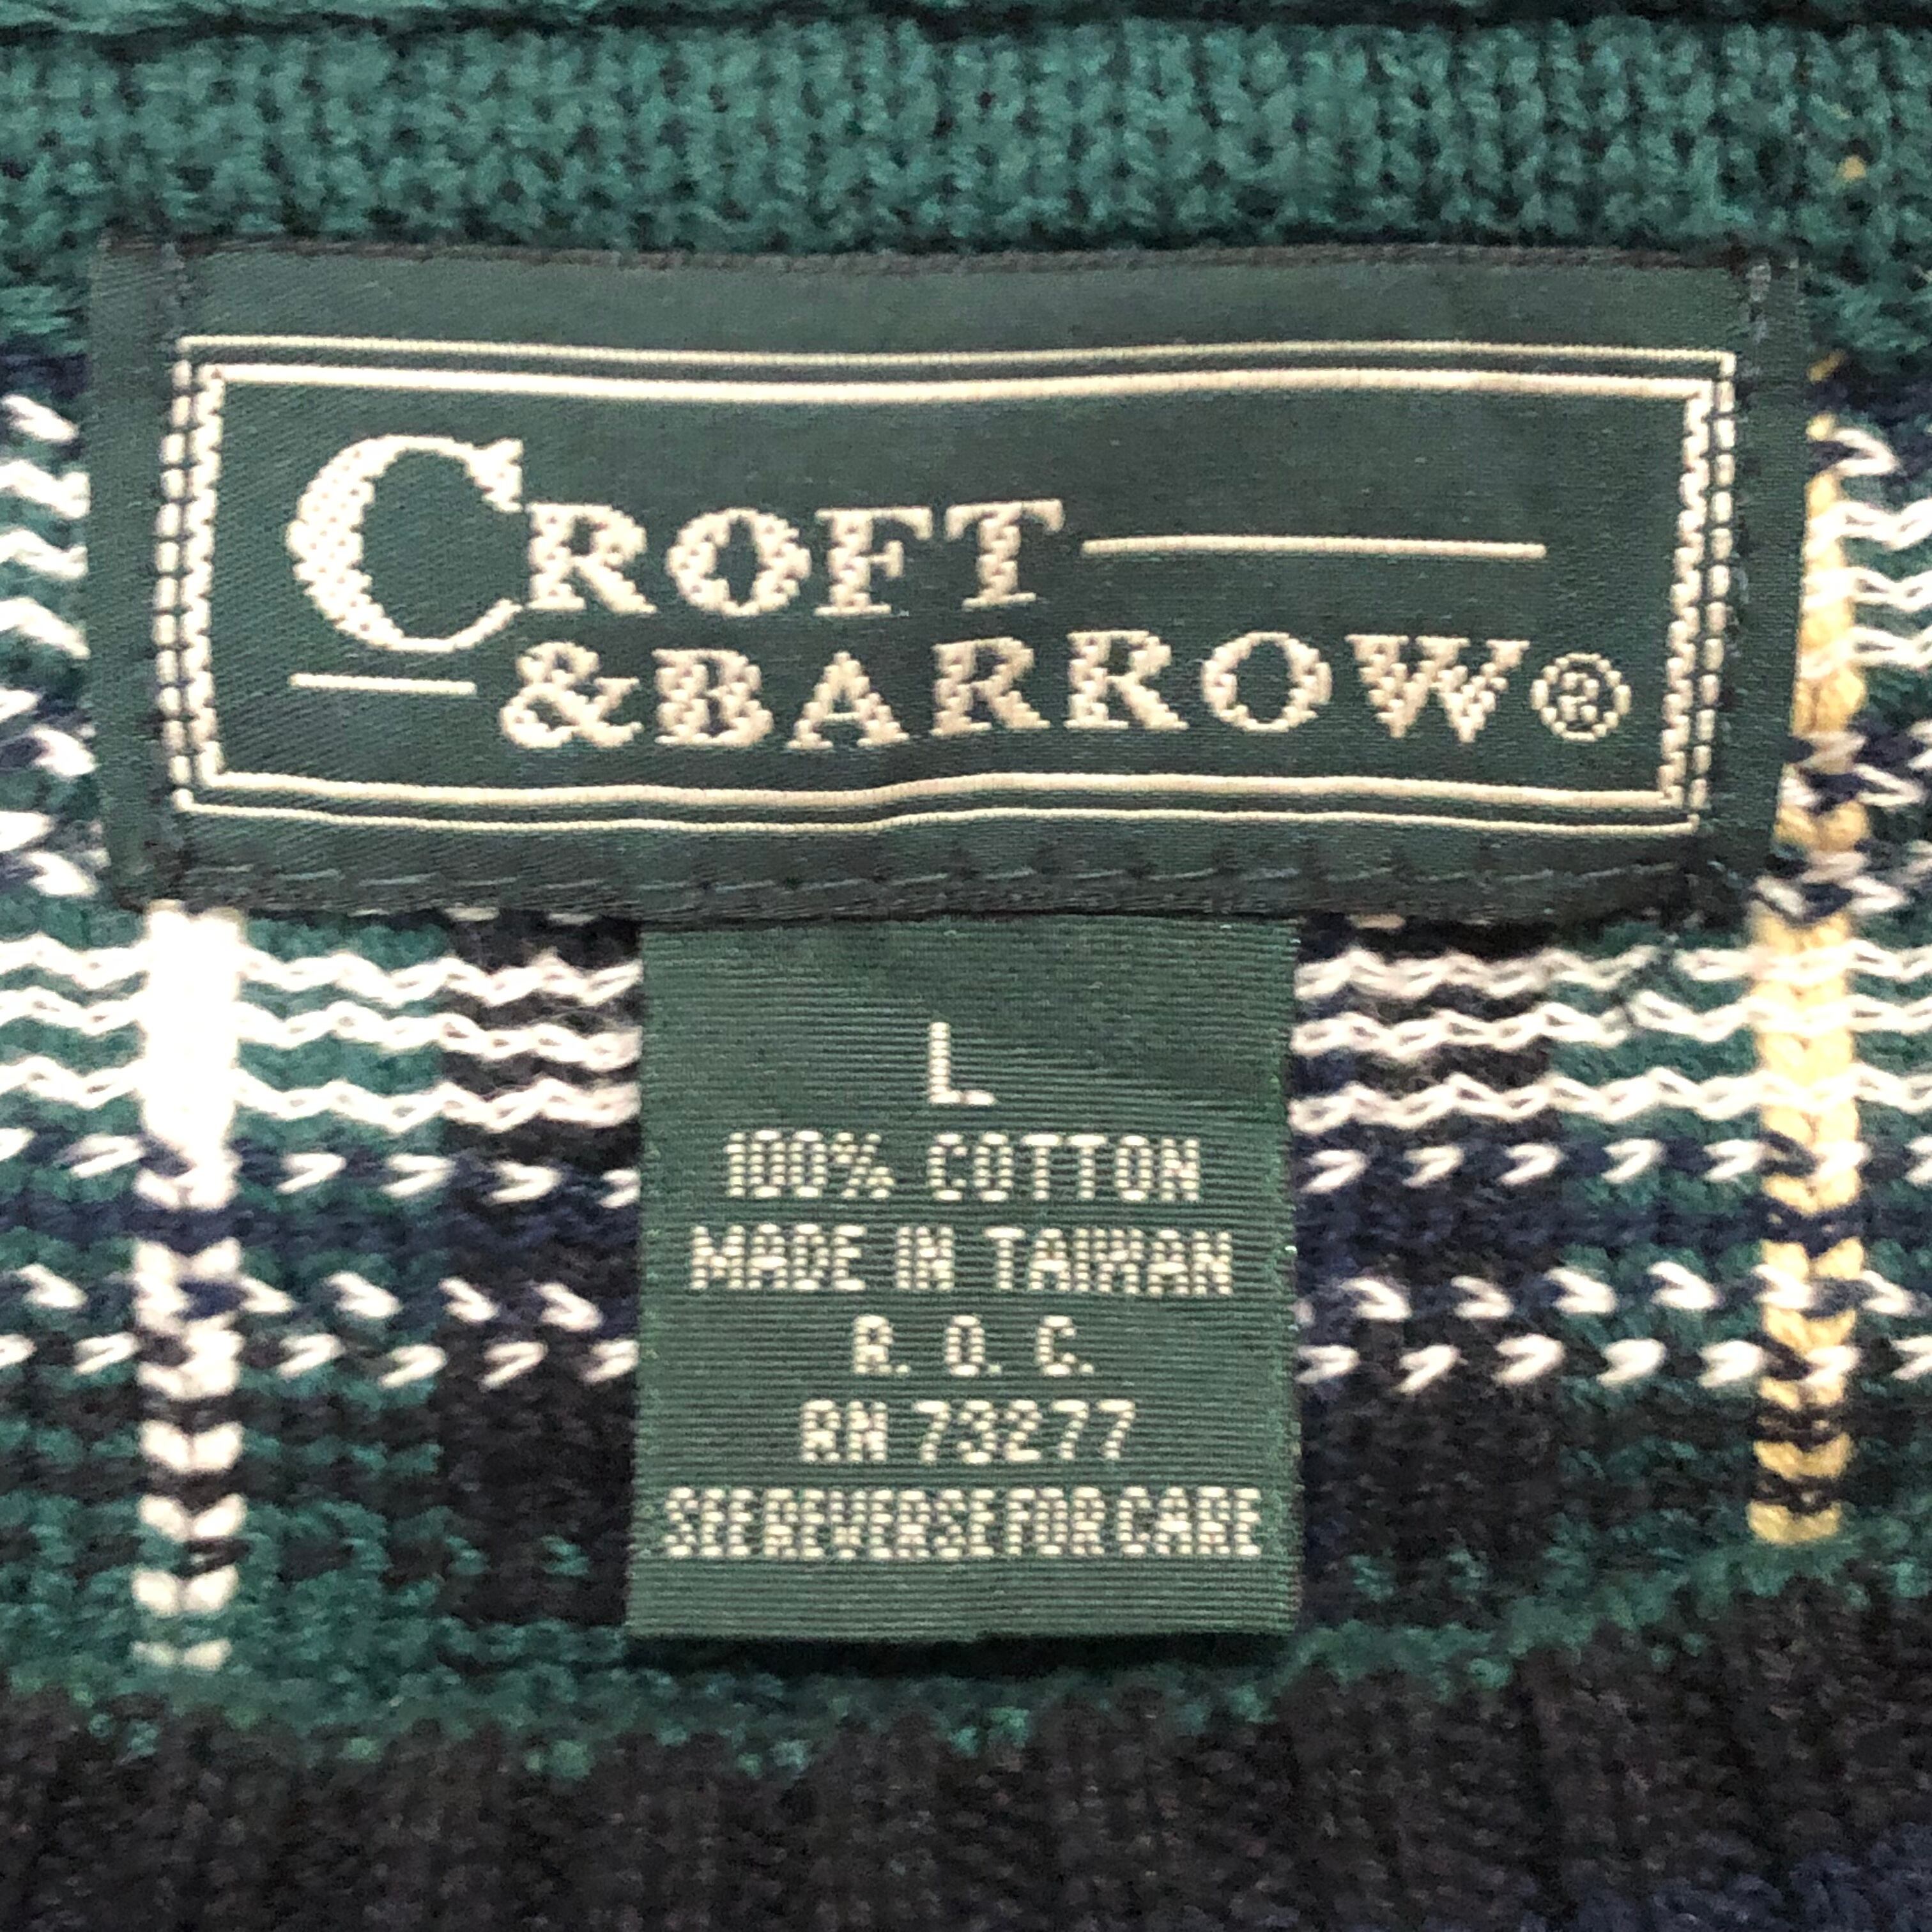 CROFT
&BARROW®
L
100% COTTON
MADE IN TAIWAN
R. O. C.
RN 73277
SEE REVERSE FOR CARE